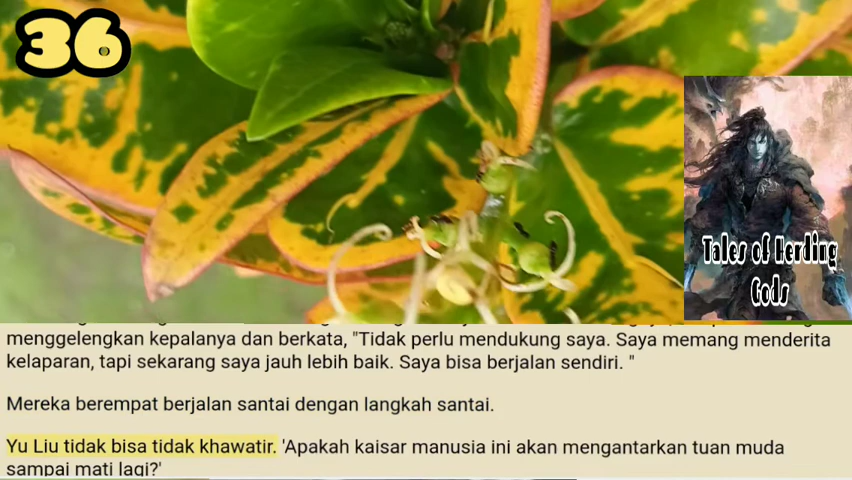 36
Tales of Herding
Gods
menggelengkan kepalanya dan berkata, "Tidak perlu mendukung saya. Saya memang menderita
kelaparan, tapi sekarang saya jauh lebih baik. Saya bisa berjalan sendiri. "
Mereka berempat berjalan santai dengan langkah santai.
Yu Liu tidak bisa tidak khawatir. 'Apakah kaisar manusia ini akan mengantarkan tuan muda
sampai mati lagi?'